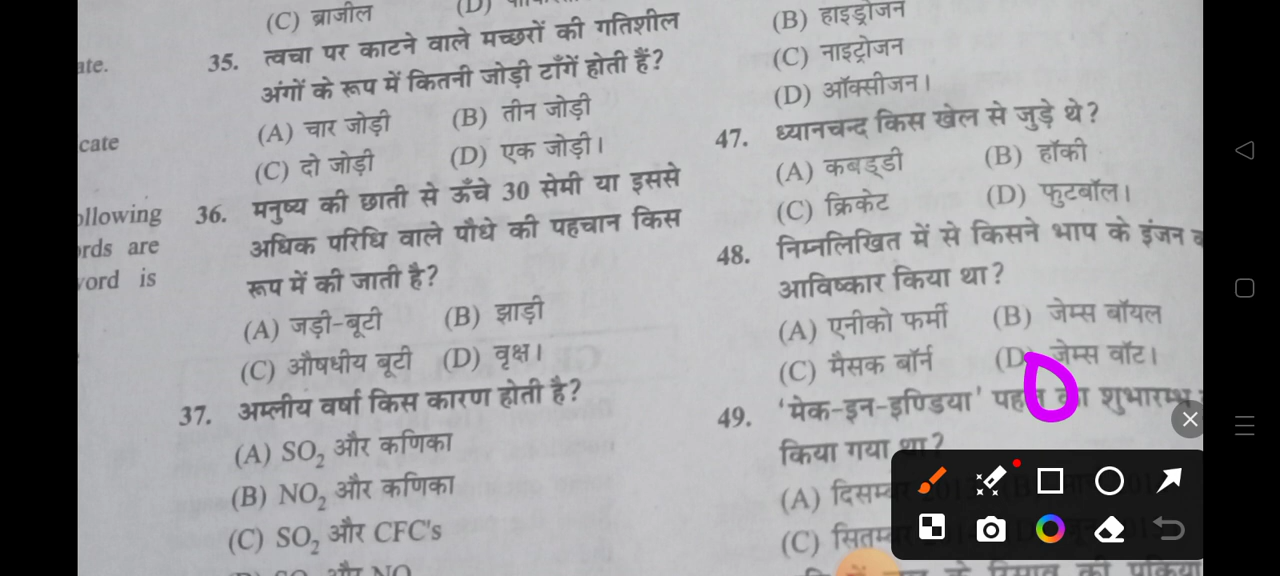 ate.
cate
ollowing
rds are
word is
(C) ब्राजील (D)
35. त्वचा पर काटने वाले मच्छरों की गतिशील
अंगों के रूप में कितनी जोड़ी टाँगें होती हैं?
(A) चार जोड़ी (B) तीन जोड़ी
(C) दो जोड़ी (D) एक जोड़ी।
36. मनुष्य की छाती से ऊँचे 30 सेमी या इससे
अधिक परिधि वाले पौधे की पहचान किस
रूप में की जाती है?
(A) जड़ी-बूटी (B) झाड़ी
(C) औषधीय बूटी (D) वृक्ष।
37. अम्लीय वर्षा किस कारण होती है?
(A) SO₂ और कणिका
(B) NO₂ और कणिका
(C) SO₂ और CFC's
(B) हाइड्रोजन
(C) नाइट्रोजन
(D) ऑक्सीजन।
47. ध्यानचन्द किस खेल से जुड़े थे?
(A) कबड्डी (B) हॉकी
(C) क्रिकेट (D) फुटबॉल।
48. निम्नलिखित में से किसने भाप के इंजन
आविष्कार किया था?
(A) एनीको फर्मी (B) जेम्स बॉयल
(C) मैसक बॉर्न (D) जेम्स वॉट।
49. 'मेक-इन-इण्डिया' का शुभारम्भ
किया गया था?
(A)
(C)